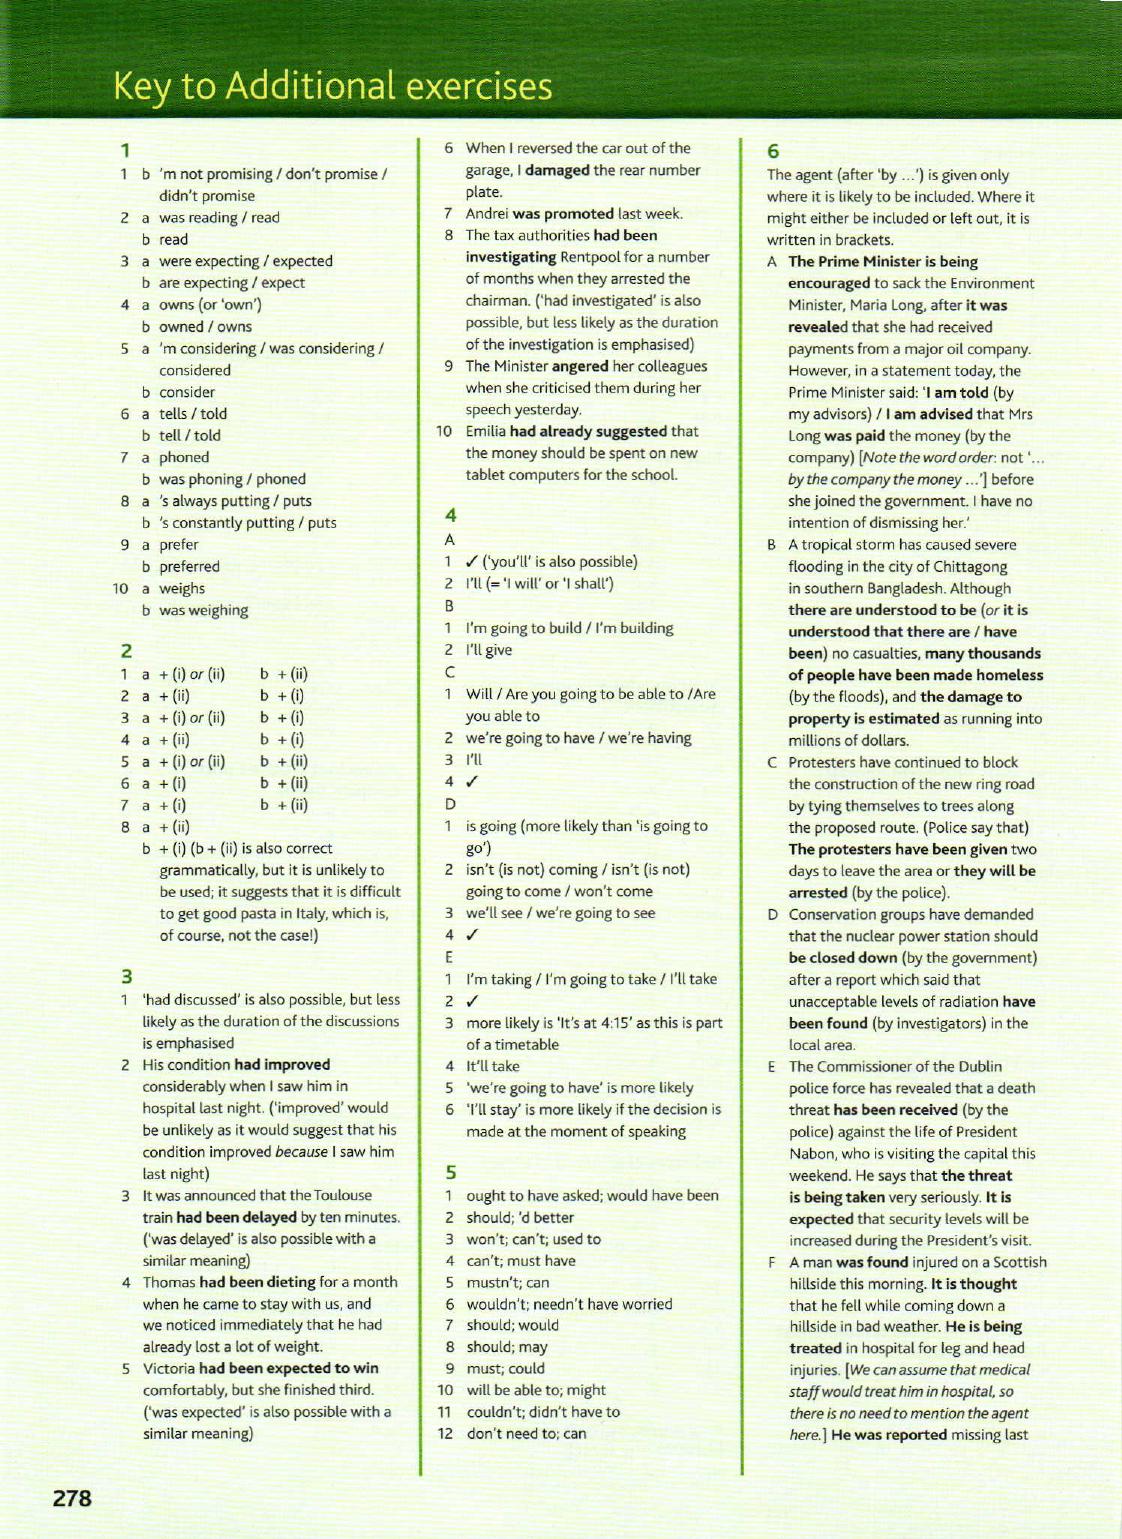 Key to Additional exercises
1
1 b 'm not promising / don't promise /
didn't promise
2 a was reading / read
b read
3 a were expecting / expected
b are expecting / expect
4 a owns (or 'own')
b owned / owns
5 a 'm considering / was considering /
considered
b consider
6 a tells / told
b tell / told
7 a phoned
b was phoning / phoned
8 a 's always putting / puts
b 's constantly putting / puts
9 a prefer
b preferred
10 a weighs
b was weighing
2
1 a + (i) or (ii) b + (ii)
2 a + (ii) b + (i)
3 a + (i) or (ii) b + (i)
4 a + (ii) b + (i)
5 a + (i) or (ii) b + (ii)
6 a + (i) b + (ii)
7 a + (i) b + (ii)
8 a + (ii)
b + (i) (b + (ii) is also correct
grammatically, but it is unlikely to
be used; it suggests that it is difficult
to get good pasta in Italy, which is,
of course, not the case!)
3
1 'had discussed' is also possible, but less
likely as the duration of the discussions
is emphasised
2 His condition had improved
considerably when I saw him in
hospital last night. ('improved' would
be unlikely as it would suggest that his
condition improved because I saw him
last night)
3 It was announced that the Toulouse
train had been delayed by ten minutes.
('was delayed' is also possible with a
similar meaning)
4 Thomas had been dieting for a month
when he came to stay with us, and
we noticed immediately that he had
already lost a lot of weight.
5 Victoria had been expected to win
comfortably, but she finished third.
('was expected' is also possible with a
similar meaning)
6 When I reversed the car out of the
garage, I damaged the rear number
plate.
7 Andrei was promoted last week.
8 The tax authorities had been
investigating Rentpool for a number
of months when they arrested the
chairman. ('had investigated' is also
possible, but less likely as the duration
of the investigation is emphasised)
9 The Minister angered her colleagues
when she criticised them during her
speech yesterday.
10 Emilia had already suggested that
the money should be spent on new
tablet computers for the school.
4
A
1 ✓ ('you'll' is also possible)
2 I'll (= 'I will' or 'I shall')
B
1 I'm going to build / I'm building
2 I'll give
C
1 Will / Are you going to be able to /Are
you able to
2 we're going to have / we're having
3 I'll
4 ✓
D
1 is going (more likely than 'is going to
go')
2 isn't (is not) coming / isn't (is not)
going to come / won't come
3 we'll see / we're going to see
4 ✓
E
1 I'm taking / I'm going to take / I'll take
2 ✓
3 more likely is 'It's at 4:15' as this is part
of a timetable
4 It'll take
5 'we're going to have' is more likely
6 'I'll stay' is more likely if the decision is
made at the moment of speaking
5
1 ought to have asked; would have been
2 should; 'd better
3 won't; can't; used to
4 can't; must have
5 mustn't; can
6 wouldn't; needn't have worried
7 should; would
8 should; may
9 must; could
10 will be able to; might
11 couldn't; didn't have to
12 don't need to; can
6
The agent (after 'by ...') is given only
where it is likely to be included. Where it
might either be included or left out, it is
written in brackets.
A The Prime Minister is being
encouraged to sack the Environment
Minister, Maria Long, after it was
revealed that she had received
payments from a major oil company.
However, in a statement today, the
Prime Minister said: 'I am told (by
my advisors) / I am advised that Mrs
Long was paid the money (by the
company) [Note the word order: not '...
by the company the money ...'] before
she joined the government. I have no
intention of dismissing her.'
B A tropical storm has caused severe
flooding in the city of Chittagong
in southern Bangladesh. Although
there are understood to be (or it is
understood that there are / have
been) no casualties, many thousands
of people have been made homeless
(by the floods), and the damage to
property is estimated as running into
millions of dollars.
C Protesters have continued to block
the construction of the new ring road
by tying themselves to trees along
the proposed route. (Police say that)
The protesters have been given two
days to leave the area or they will be
arrested (by the police).
D Conservation groups have demanded
that the nuclear power station should
be closed down (by the government)
after a report which said that
unacceptable levels of radiation have
been found (by investigators) in the
local area.
E The Commissioner of the Dublin
police force has revealed that a death
threat has been received (by the
police) against the life of President
Nabon, who is visiting the capital this
weekend. He says that the threat
is being taken very seriously. It is
expected that security levels will be
increased during the President's visit.
F A man was found injured on a Scottish
hillside this morning. It is thought
that he fell while coming down a
hillside in bad weather. He is being
treated in hospital for leg and head
injuries. [We can assume that medical
staff would treat him in hospital, so
there is no need to mention the agent
here.] He was reported missing last
278